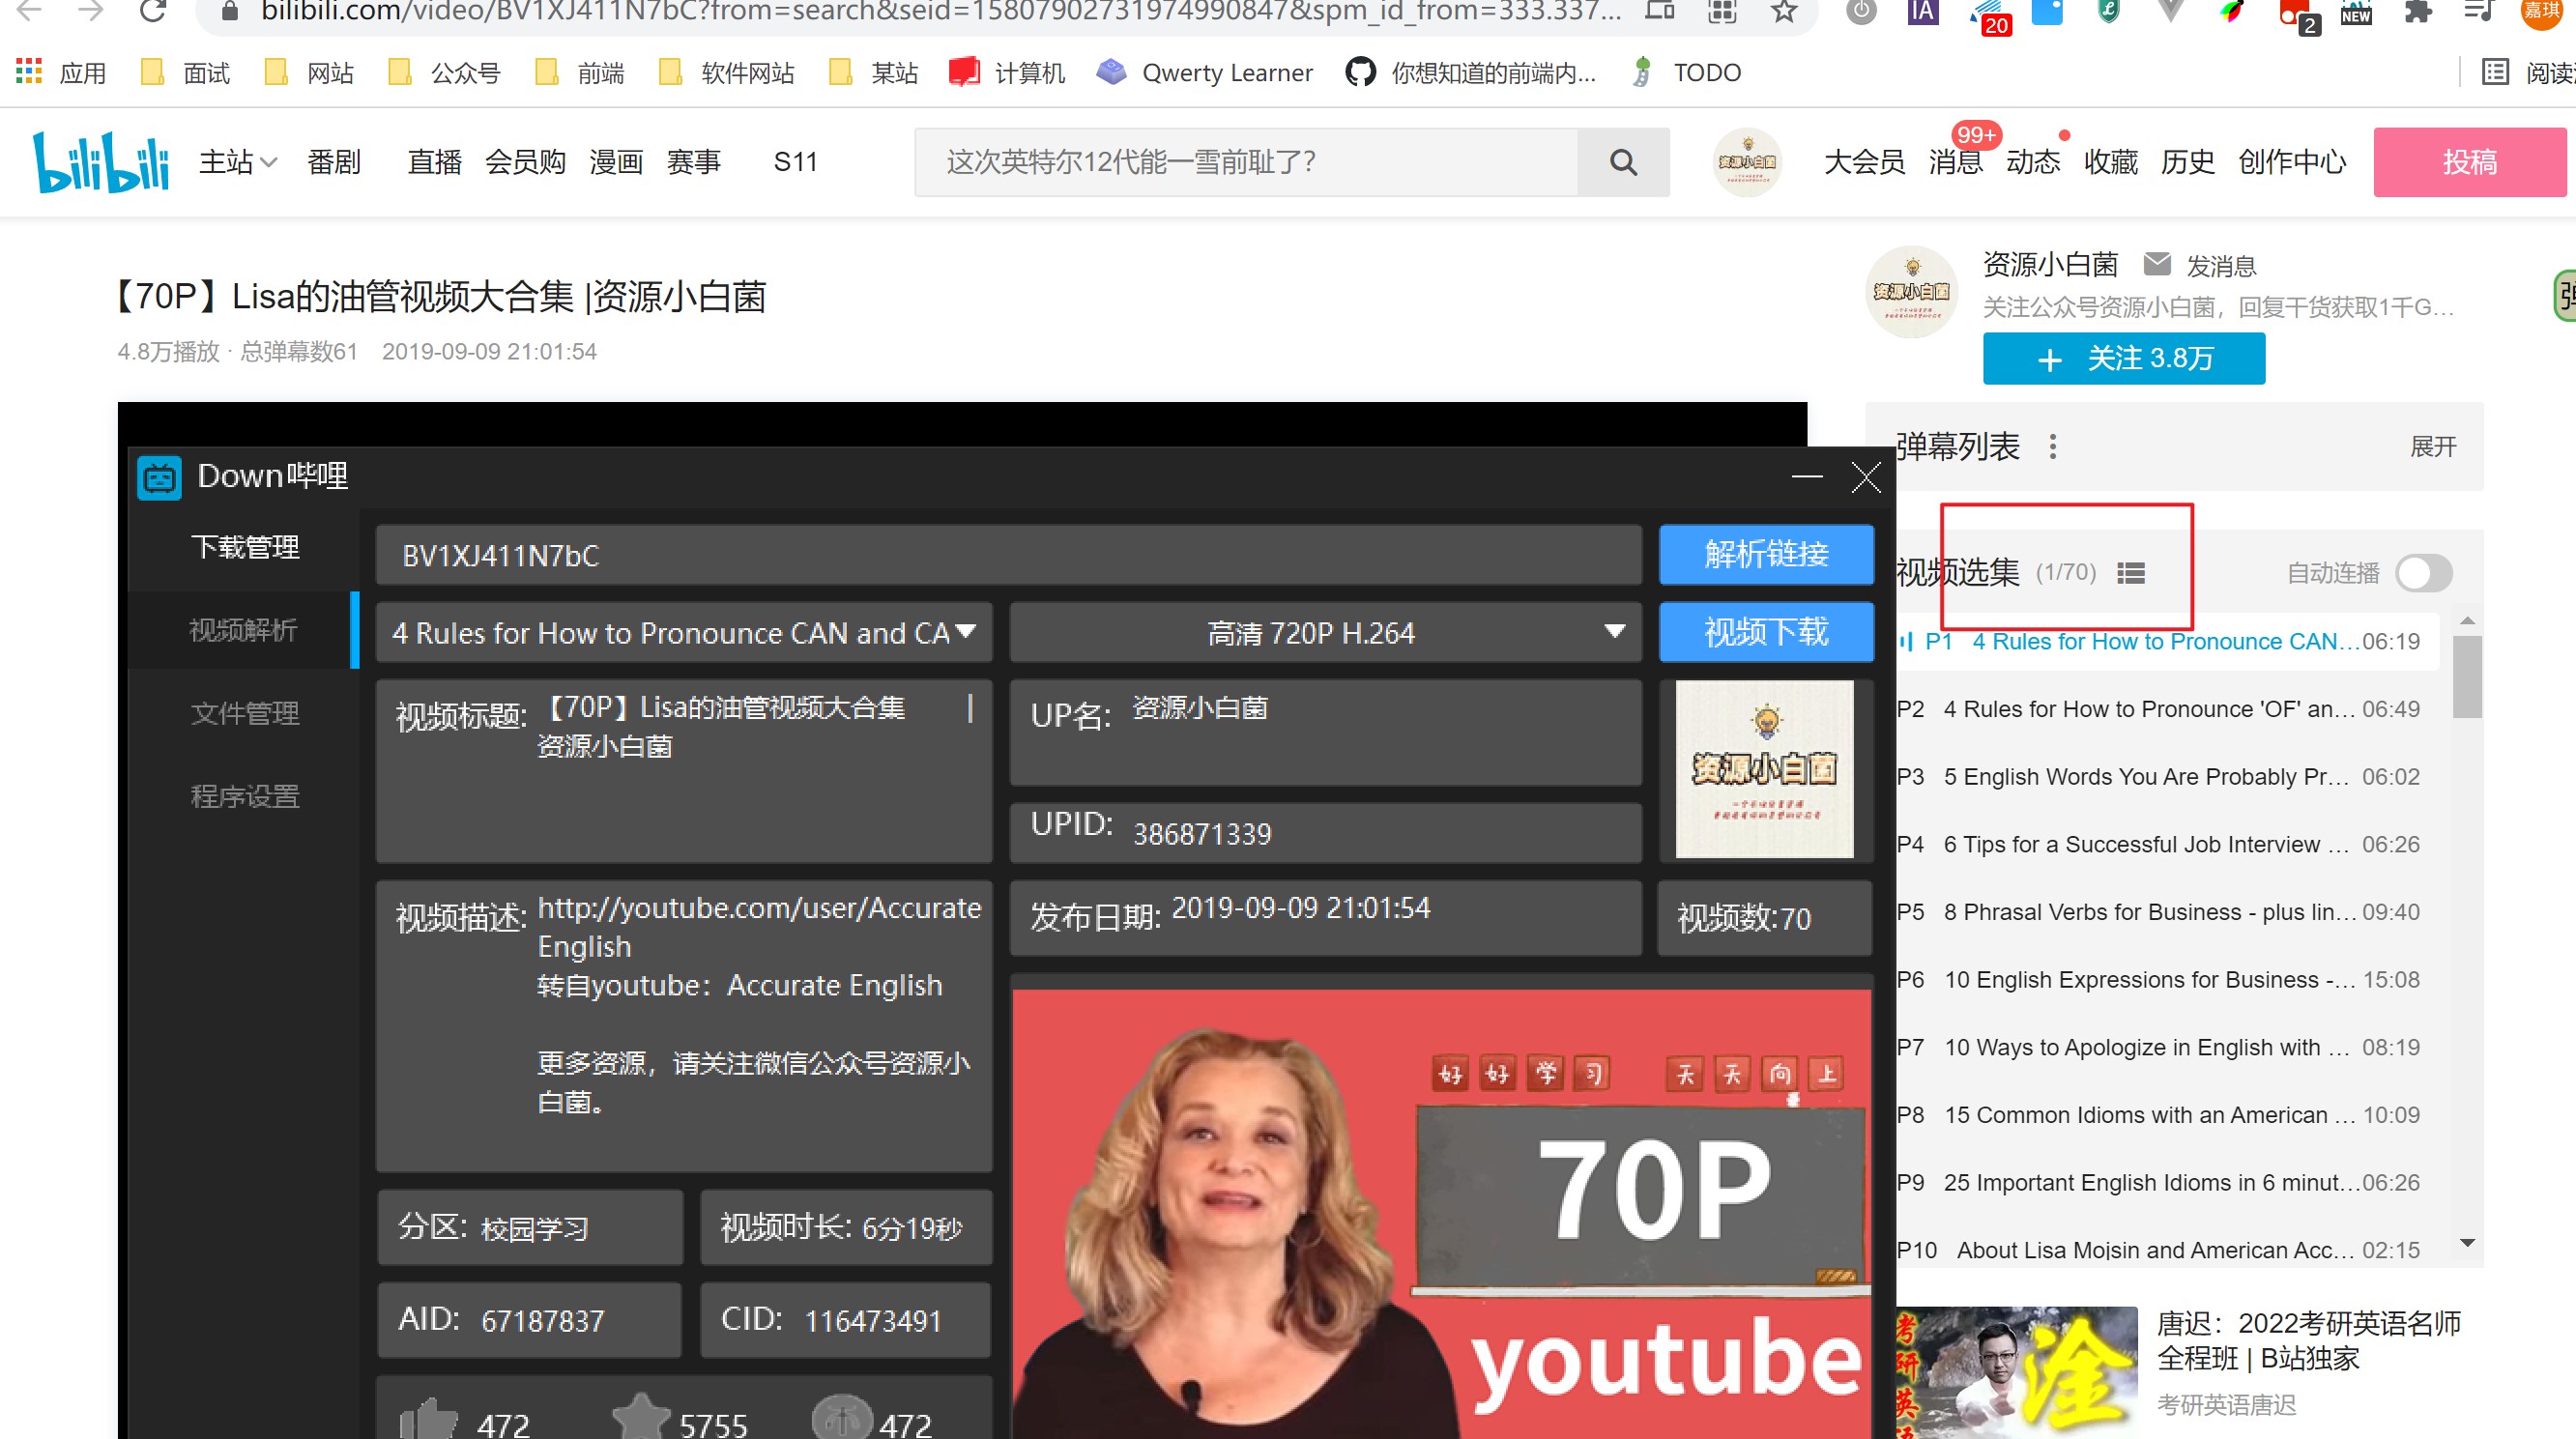 bilibili.com/video/BV1XJ411N7bC?from=search&seid=15807902731974990847&spm_id_from=333.337...
IA
20
2
NEW
嘉琪
应用
面试
网站
公众号
前端
软件网站
某站
计算机
Qwerty Learner
你想知道的前端内...
TODO
bilibili
主站
番剧
直播
会员购
漫画
赛事
S11
这次英特尔12代能一雪前耻了?
资源小白菌
大会员
消息
99+
动态
收藏
历史
创作中心
投稿
【70P】Lisa的油管视频大合集 |资源小白菌
4.8万播放 · 总弹幕数61 2019-09-09 21:01:54
资源小白菌
资源小白菌 发消息
关注公众号资源小白菌，回复干货获取1千G...
+ 关注 3.8万
弹幕列表
展开
视频选集 (1/70)
自动连播
P1 4 Rules for How to Pronounce CAN... 06:19
P2 4 Rules for How to Pronounce 'OF' an... 06:49
P3 5 English Words You Are Probably Pr... 06:02
P4 6 Tips for a Successful Job Interview ... 06:26
P5 8 Phrasal Verbs for Business - plus lin... 09:40
P6 10 English Expressions for Business -... 15:08
P7 10 Ways to Apologize in English with ... 08:19
P8 15 Common Idioms with an American ... 10:09
P9 25 Important English Idioms in 6 minut... 06:26
P10 About Lisa Mojsin and American Acc... 02:15
唐迟：2022考研英语名师
全程班 | B站独家
考研英语唐迟
Down哔哩
下载管理
视频解析
文件管理
程序设置
BV1XJ411N7bC
解析链接
4 Rules for How to Pronounce CAN and CA
高清 720P H.264
视频下载
视频标题: 【70P】Lisa的油管视频大合集 |
资源小白菌
UP名: 资源小白菌
UPID: 386871339
资源小白菌
视频描述: http://youtube.com/user/Accurate
English
转自youtube：Accurate English
更多资源，请关注微信公众号资源小
白菌。
发布日期: 2019-09-09 21:01:54
视频数:70
分区: 校园学习
视频时长: 6分19秒
AID: 67187837
CID: 116473491
472
5755
472
好好学习 天天向上
70P
youtube